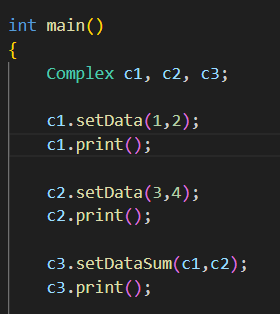 int main()
{
    Complex c1, c2, c3;

    c1.setData(1,2);
    c1.print();

    c2.setData(3,4);
    c2.print();

    c3.setDataSum(c1,c2);
    c3.print();